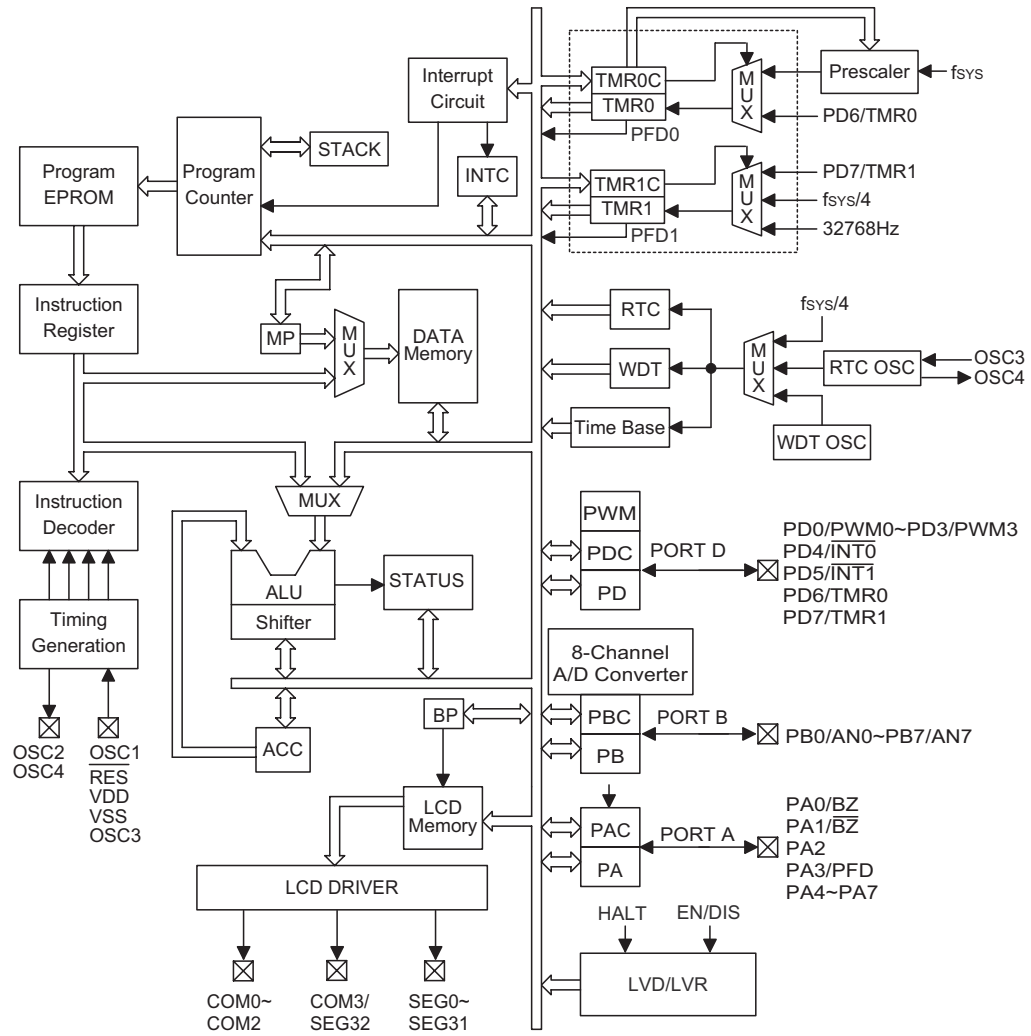 Interrupt
Circuit
TMR0C
TMR0
PFD0
MUX
Prescaler
fSYS
PD6/TMR0
Program
EPROM
Program
Counter
STACK
INTC
TMR1C
TMR1
PFD1
MUX
PD7/TMR1
fSYS/4
32768Hz
Instruction
Register
MP
MUX
DATA
Memory
RTC
WDT
Time Base
MUX
fSYS/4
RTC OSC
OSC3
OSC4
WDT OSC
Instruction
Decoder
MUX
ALU
Shifter
STATUS
PWM
PDC
PD
PORT D
PD0/PWM0~PD3/PWM3
PD4/INT0
PD5/INT1
PD6/TMR0
PD7/TMR1
Timing
Generation
OSC2
OSC4
OSC1
RES
VDD
VSS
OSC3
ACC
BP
8-Channel
A/D Converter
PBC
PB
PORT B
PB0/AN0~PB7/AN7
LCD
Memory
PAC
PA
PORT A
PA0/BZ
PA1/BZ
PA2
PA3/PFD
PA4~PA7
LCD DRIVER
COM0~
COM2
COM3/
SEG32
SEG0~
SEG31
HALT
EN/DIS
LVD/LVR